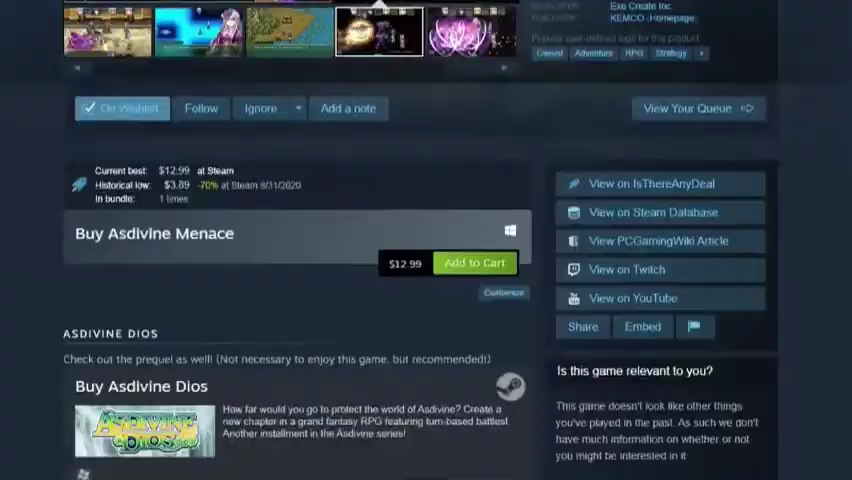 Exe Create Inc.
KEMCO /Homepage
Popular user-defined tags for this product
Casual Adventure RPG Strategy +
On Wishlist Follow Ignore Add a note View Your Queue
Current best: $12.99 at Steam
Historical low: $3.89 -70% at Steam 8/31/2020
In bundle: 1 times
Buy Asdivine Menace
$12.99 Add to Cart
Customize
ASDIVINE DIOS
Check out the prequel as well! (Not necessary to enjoy this game, but recommended!)
Buy Asdivine Dios
ASDIVINE DIOS
How far would you go to protect the world of Asdivine? Create a
new chapter in a grand fantasy RPG featuring turn-based battles!
Another installment in the Asdivine series!
View on IsThereAnyDeal
View on Steam Database
View PCGamingWiki Article
View on Twitch
View on YouTube
Share Embed
Is this game relevant to you?
This game doesn't look like other things
you've played in the past. As such we don't
have much information on whether or not
you might be interested in it